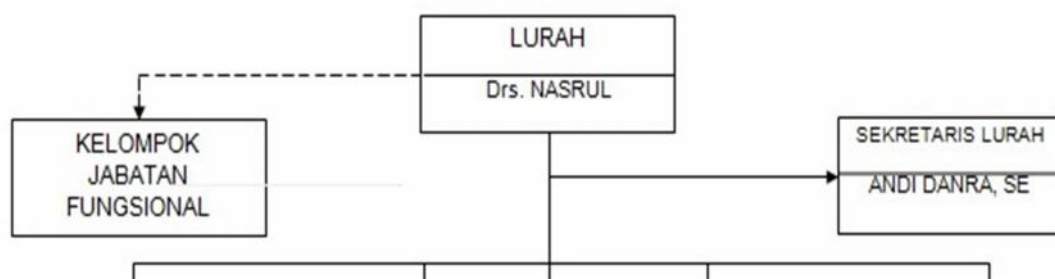 LURAH
Drs. NASRUL
KELOMPOK
JABATAN
FUNGSIONAL
SEKRETARIS LURAH
ANDI DANRA, SE